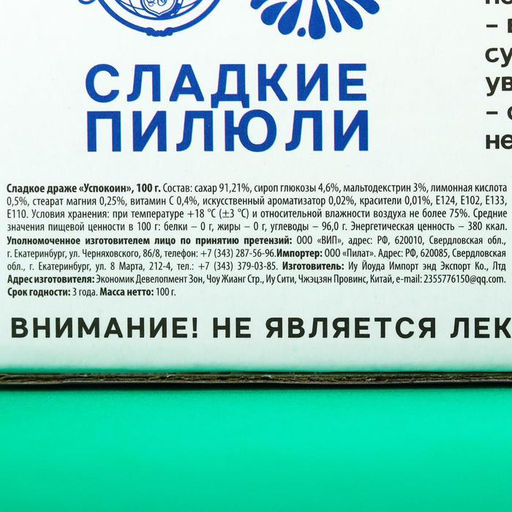 СЛАДКИЕ
ПИЛЮЛИ
– 
су
ув
– с
не
Сладкое драже «Успокоин», 100 г. Состав: сахар 91,21%, сироп глюкозы 4,6%, мальтодекстрин 3%, лимонная кислота
0,5%, стеарат магния 0,25%, витамин С 0,4%, искусственный ароматизатор 0,02%, красители 0,01%, Е124, Е102, Е133,
Е110. Условия хранения: при температуре +18 °С (±3 °С) и относительной влажности воздуха не более 75%. Средние
значения пищевой ценности в 100 г: белки – 0 г, жиры – 0 г, углеводы – 96,0 г. Энергетическая ценность – 380 ккал.
Уполномоченное изготовителем лицо по принятию претензий: ООО «ВИП», адрес: РФ, 620010, Свердловская обл.,
г. Екатеринбург, ул. Черняховского, 86/8, телефон: +7 (343) 287-56-96.Импортер: ООО «Пилат». Адрес: РФ, 620085, Свердловская
обл., г. Екатеринбург, ул. 8 Марта, 212-4, тел.: +7 (343) 379-03-85. Изготовитель: Иу Йоуда Импорт энд Экспорт Ко., Лтд
Адрес изготовителя: Экономик Девелопмент Зон, Чоу Жианг Стр., Иу Сити, Чжэцзян Провинс, Китай, e-mail: 2355776150@qq.com.
Срок годности: 3 года. Масса нетто: 100 г.
ВНИМАНИЕ! НЕ ЯВЛЯЕТСЯ ЛЕК